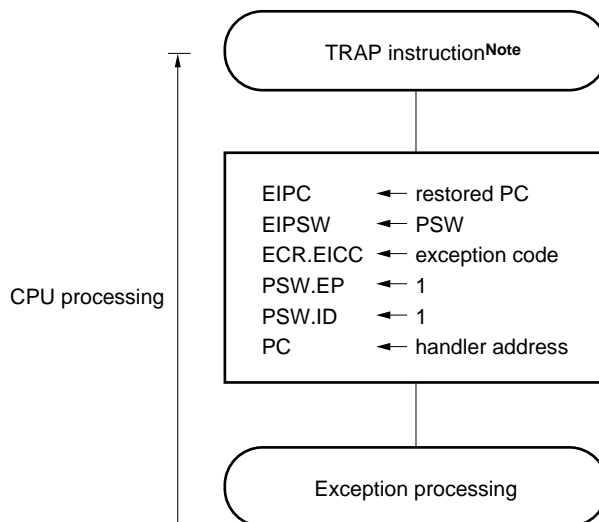 TRAP instructionNote
EIPC ← restored PC
EIPSW ← PSW
ECR.EICC ← exception code
PSW.EP ← 1
PSW.ID ← 1
PC ← handler address
CPU processing
Exception processing